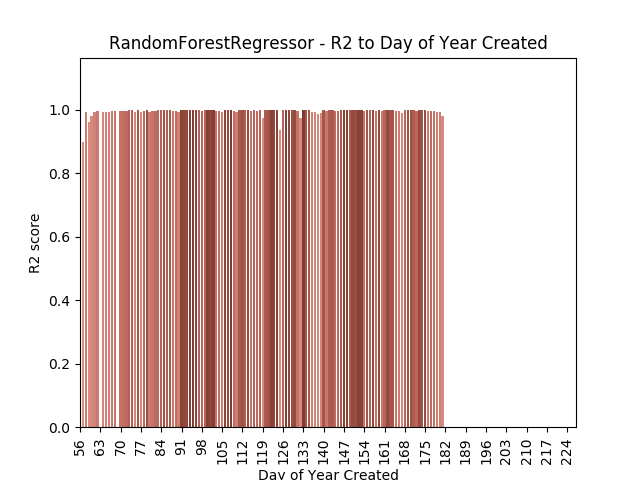 RandomForestRegressor - R2 to Day of Year Created
R2 score
1.0
0.8
0.6
0.4
0.2
0.0
56 63 70 77 84 91 98 105 112 119 126 133 140 147 154 161 168 175 182 189 196 203 210 217 224
Day of Year Created